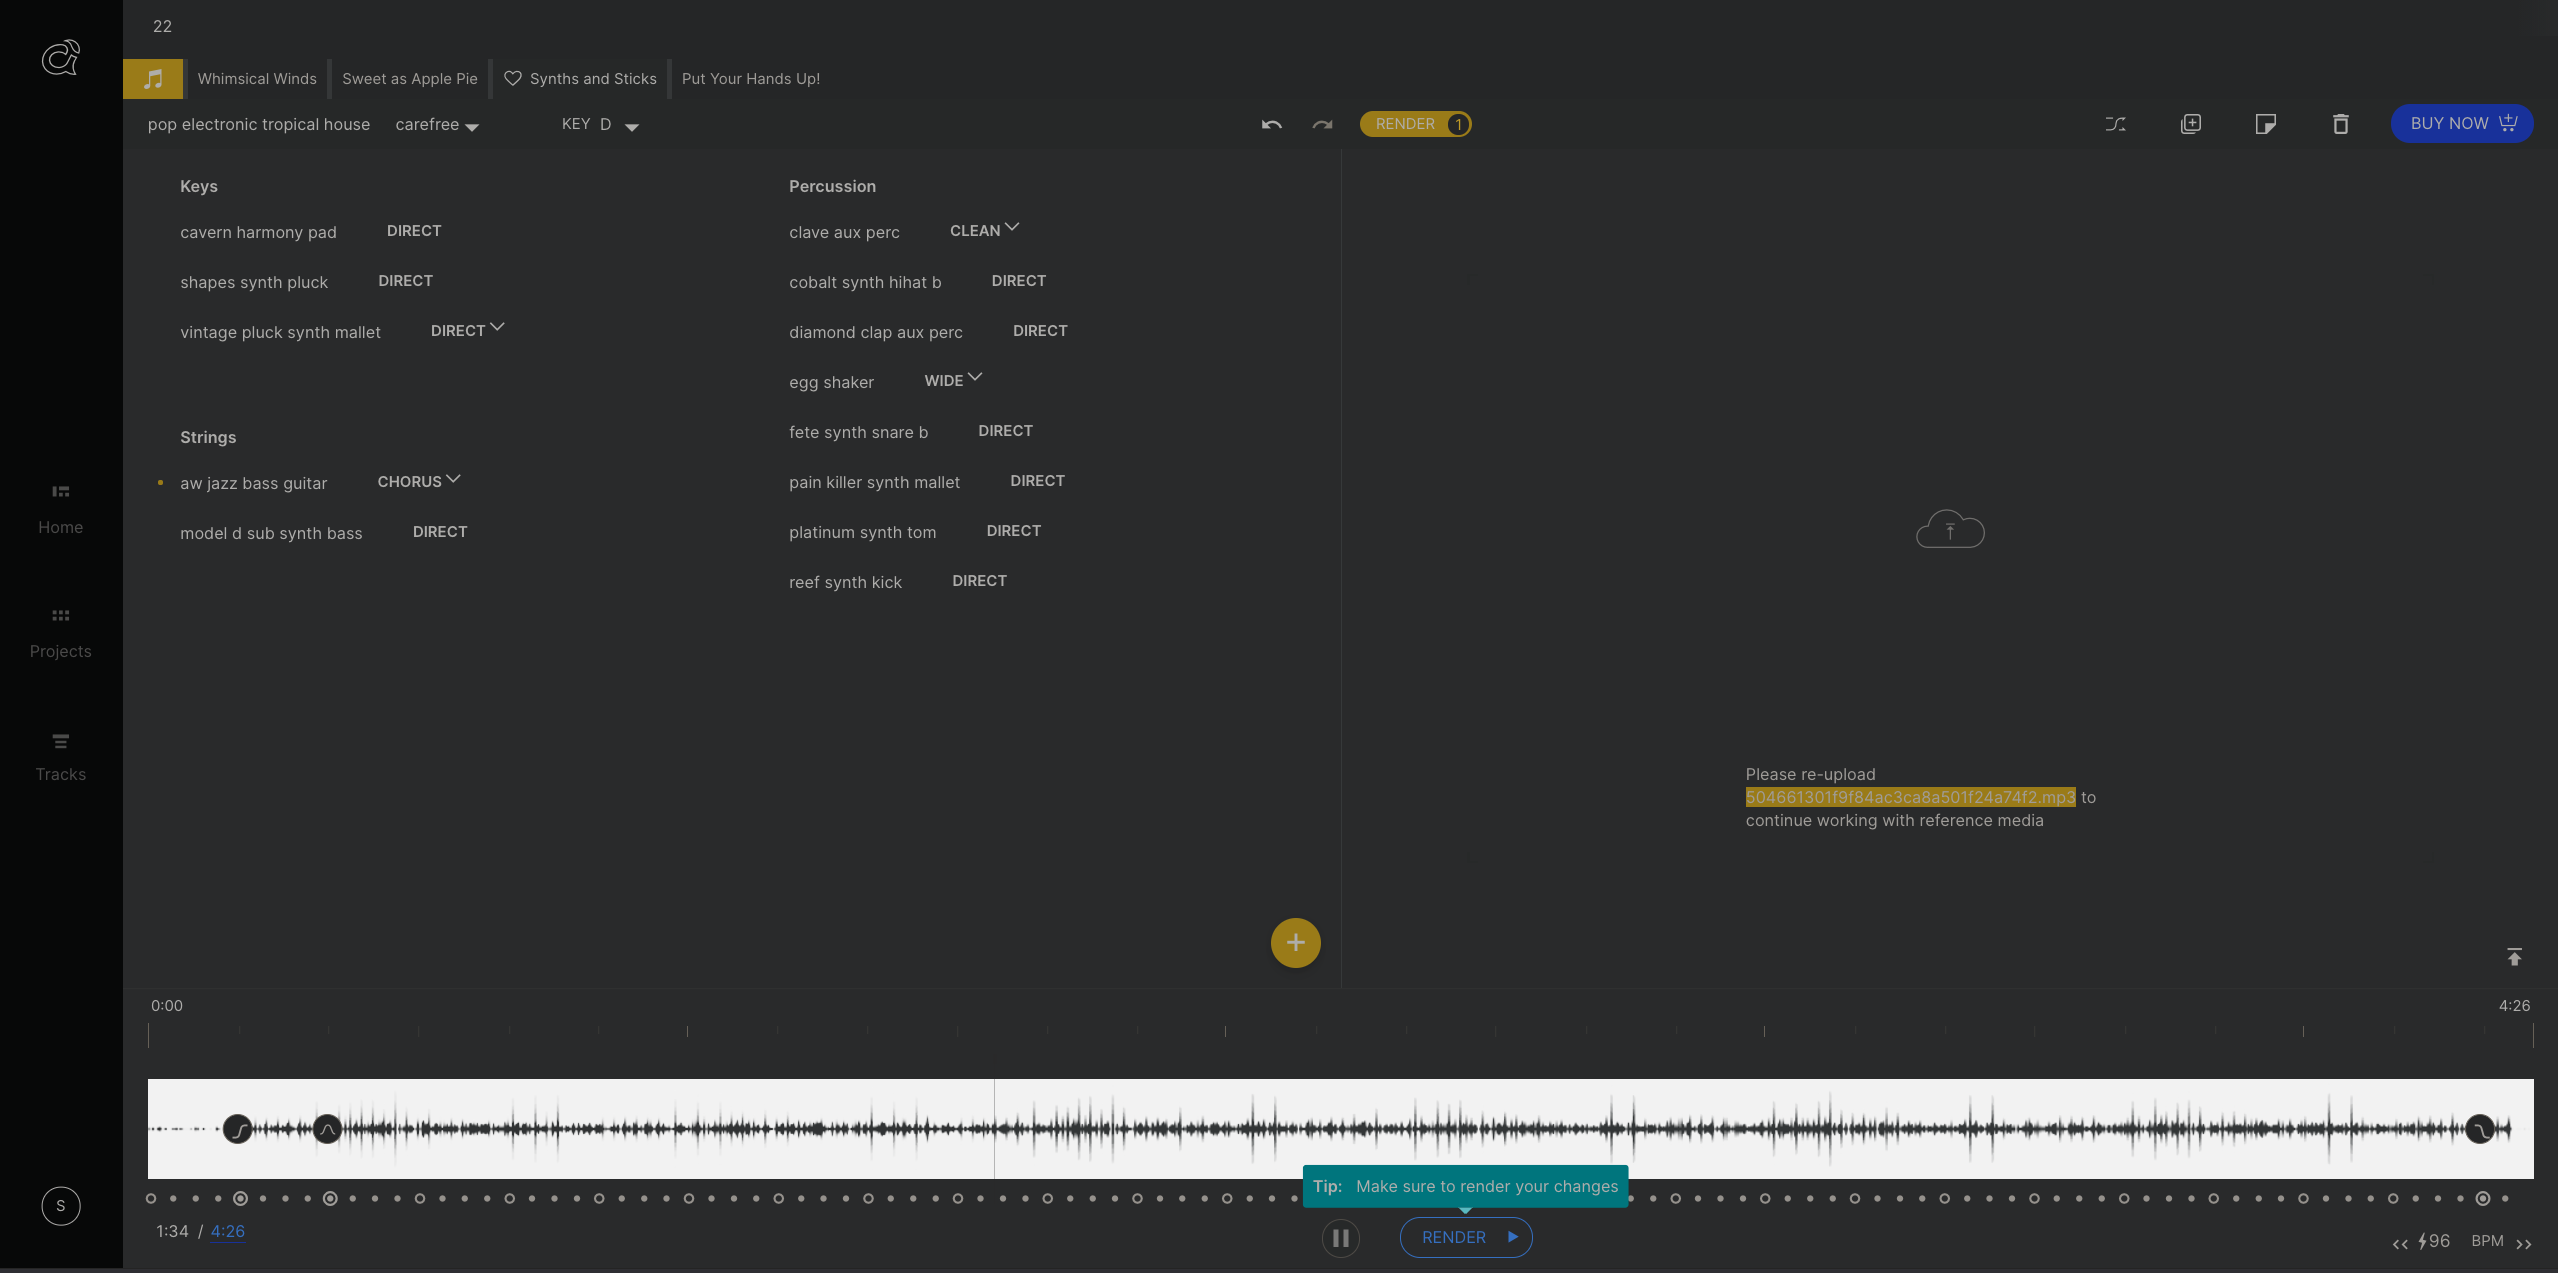 22
Whimsical Winds
Sweet as Apple Pie
Synths and Sticks
Put Your Hands Up!
pop electronic tropical house carefree KEY D
RENDER 1
BUY NOW
Keys
cavern harmony pad DIRECT
shapes synth pluck DIRECT
vintage pluck synth mallet DIRECT
Strings
aw jazz bass guitar CHORUS
model d sub synth bass DIRECT
Percussion
clave aux perc CLEAN
cobalt synth hihat b DIRECT
diamond clap aux perc DIRECT
egg shaker WIDE
fete synth snare b DIRECT
pain killer synth mallet DIRECT
platinum synth tom DIRECT
reef synth kick DIRECT
Please re-upload
504661301f9f84ac3ca8a501f24a74f2.mp3 to
continue working with reference media
Home
Projects
Tracks
S
0:00
4:26
Tip: Make sure to render your changes
1:34 / 4:26
RENDER
96 BPM